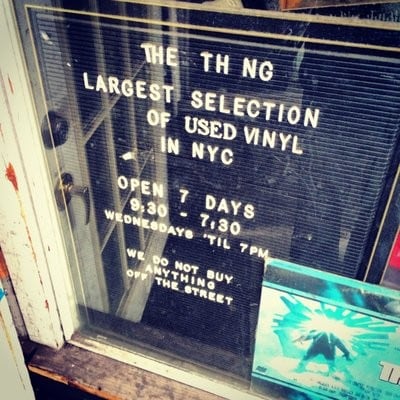 THE TH NG
LARGEST SELECTION
OF USED VINYL
IN NYC
OPEN 7 DAYS
9:30 - 7:30
WEDNESDAYS 'TIL 7PM
WE DO NOT BUY
ANYTHING
OFF THE STREET